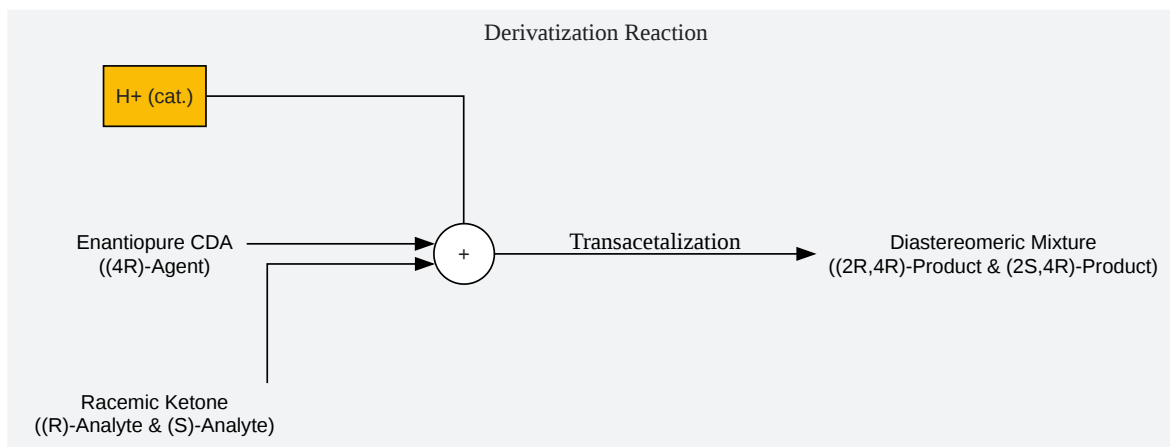 Derivatization Reaction
H+ (cat.)
Enantiopure CDA
((4R)-Agent)
+
Transacetalization
Diastereomeric Mixture
((2R,4R)-Product & (2S,4R)-Product)
Racemic Ketone
((R)-Analyte & (S)-Analyte)